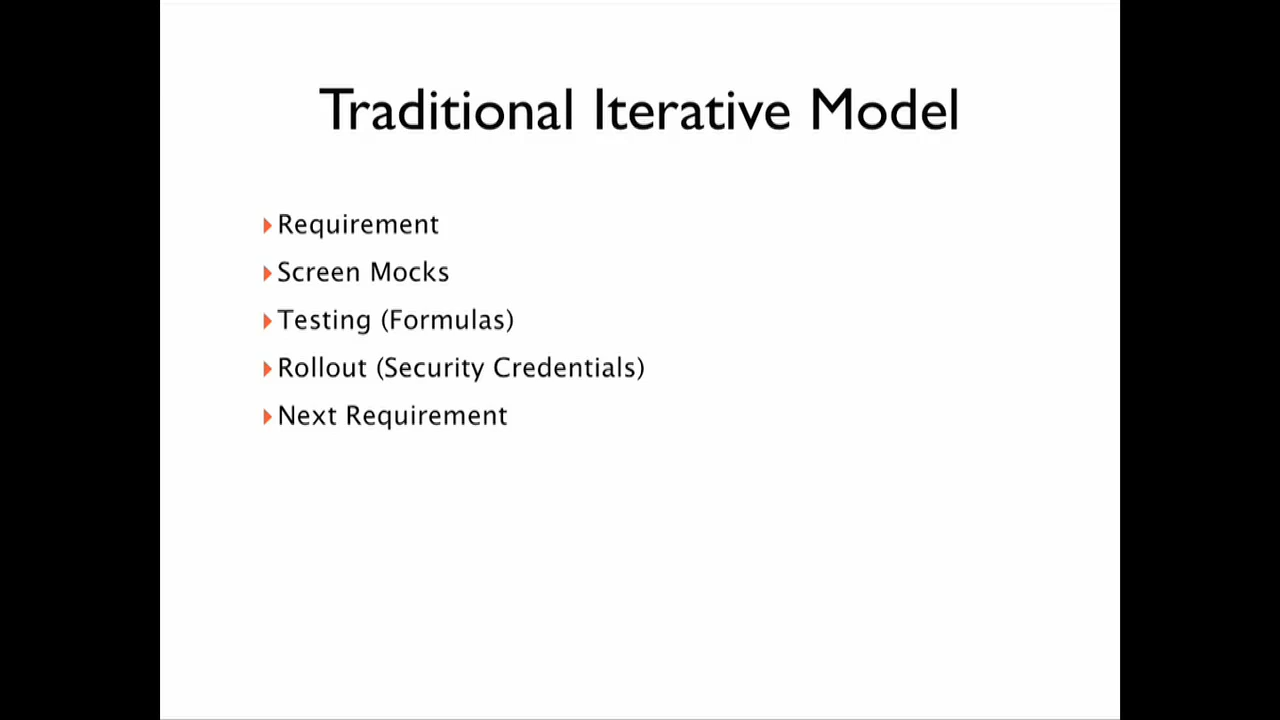 Traditional Iterative Model
Requirement
Screen Mocks
Testing (Formulas)
Rollout (Security Credentials)
Next Requirement